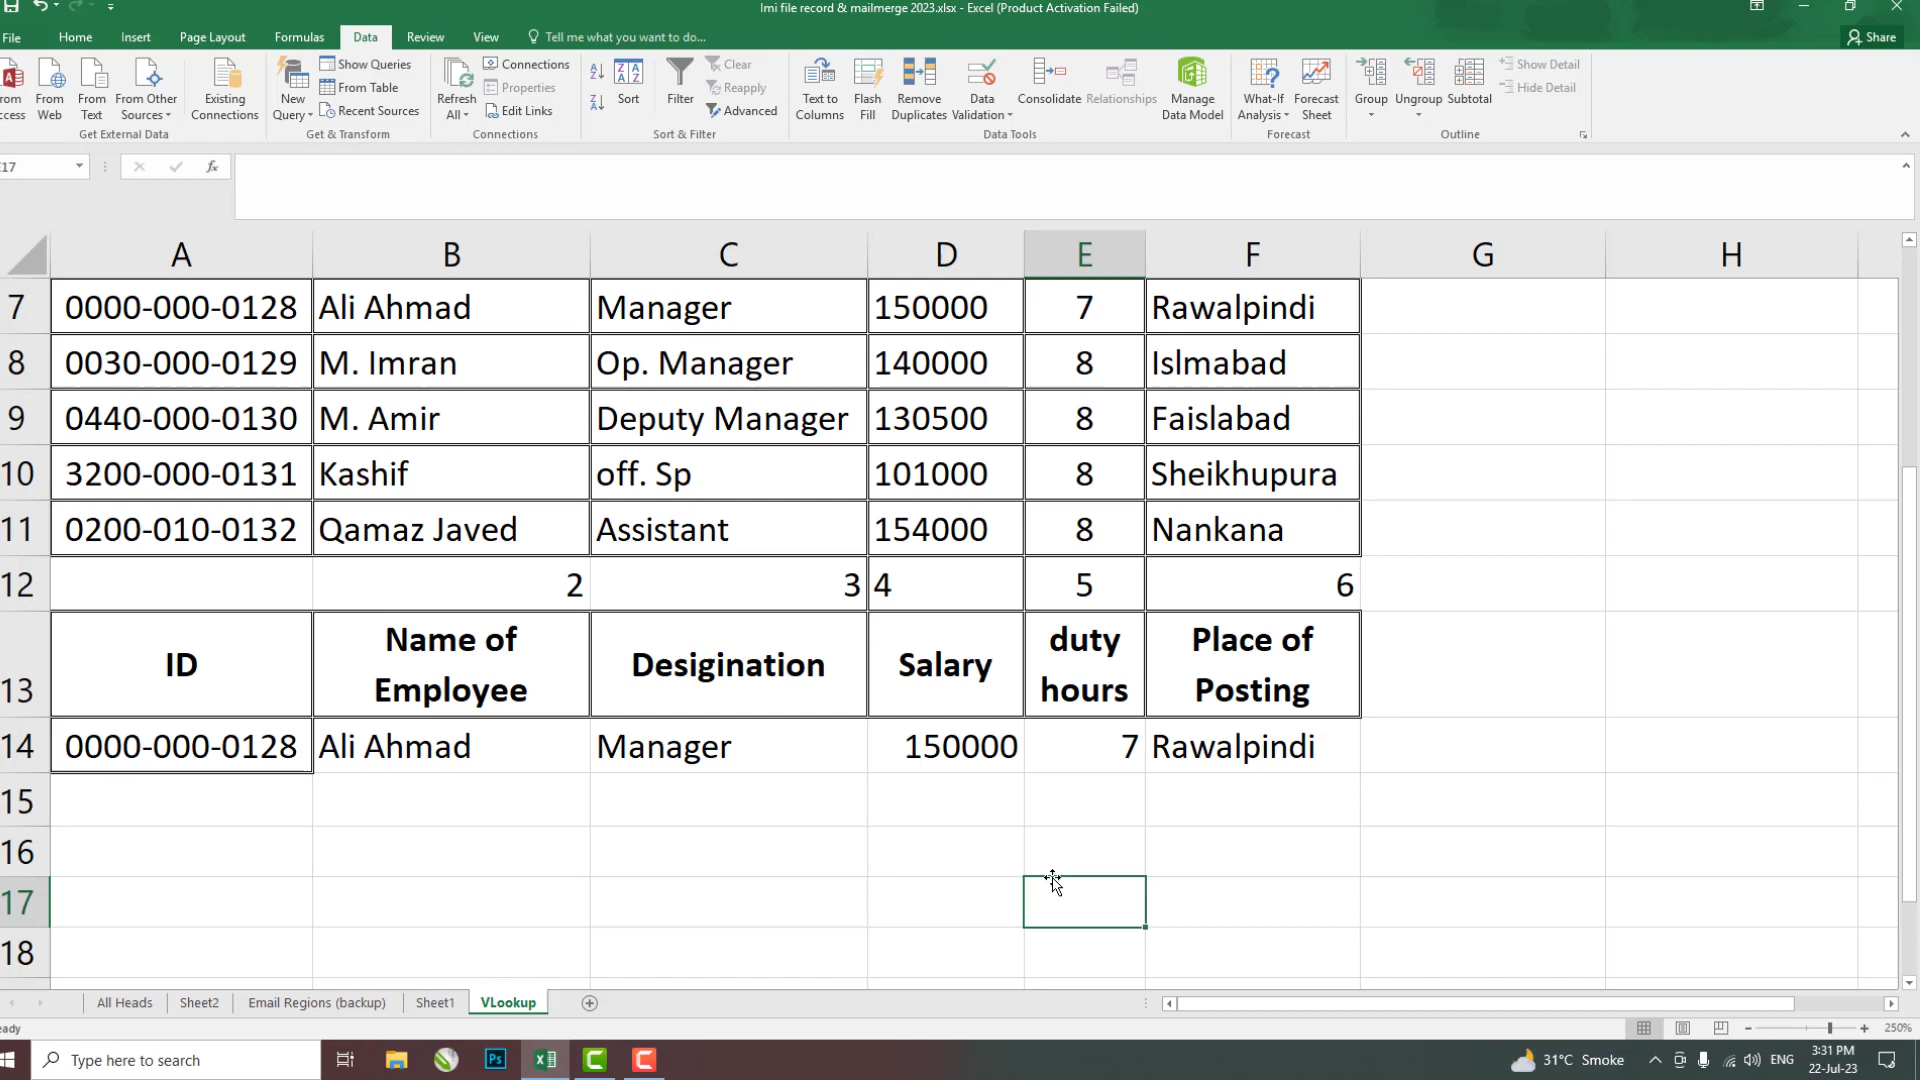 Imi file record & mailmerge 2023.xlsx - Excel (Product Activation Failed)
File Home Insert Page Layout Formulas Data Review View Tell me what you want to do... Share
From Access From Web From Text From Other Sources Existing Connections
Get External Data
New Query Show Queries From Table Recent Sources
Get & Transform
Refresh All Connections Properties Edit Links
Connections
Sort Filter Clear Reapply Advanced
Sort & Filter
Text to Columns Flash Fill Remove Duplicates Data Validation Consolidate Relationships Manage Data Model
Data Tools
What-If Analysis Forecast Sheet
Forecast
Group Ungroup Subtotal Show Detail Hide Detail
Outline
E17 fx
A B C D E F G H
7 0000-000-0128 Ali Ahmad Manager 150000 7 Rawalpindi
8 0030-000-0129 M. Imran Op. Manager 140000 8 Islmabad
9 0440-000-0130 M. Amir Deputy Manager 130500 8 Faislabad
10 3200-000-0131 Kashif off. Sp 101000 8 Sheikhupura
11 0200-010-0132 Qamaz Javed Assistant 154000 8 Nankana
12 2 3 4 5 6
13 ID Name of Employee Desigination Salary duty hours Place of Posting
14 0000-000-0128 Ali Ahmad Manager 150000 7 Rawalpindi
15
16
17
18
All Heads Sheet2 Email Regions (backup) Sheet1 VLookup
eady 250%
Type here to search Ps 31°C Smoke ENG 3:31 PM
22-Jul-23